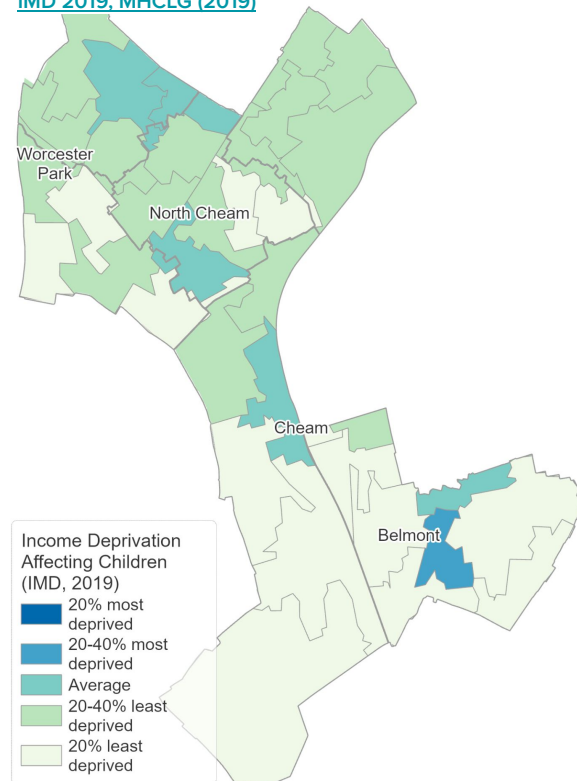 IMD 2019, MHCLG (2019)
Worcester
Park
North Cheam
Cheam
Belmont
Income Deprivation
Affecting Children
(IMD, 2019)
20% most
deprived
20-40% most
deprived
Average
20-40% least
deprived
20% least
deprived